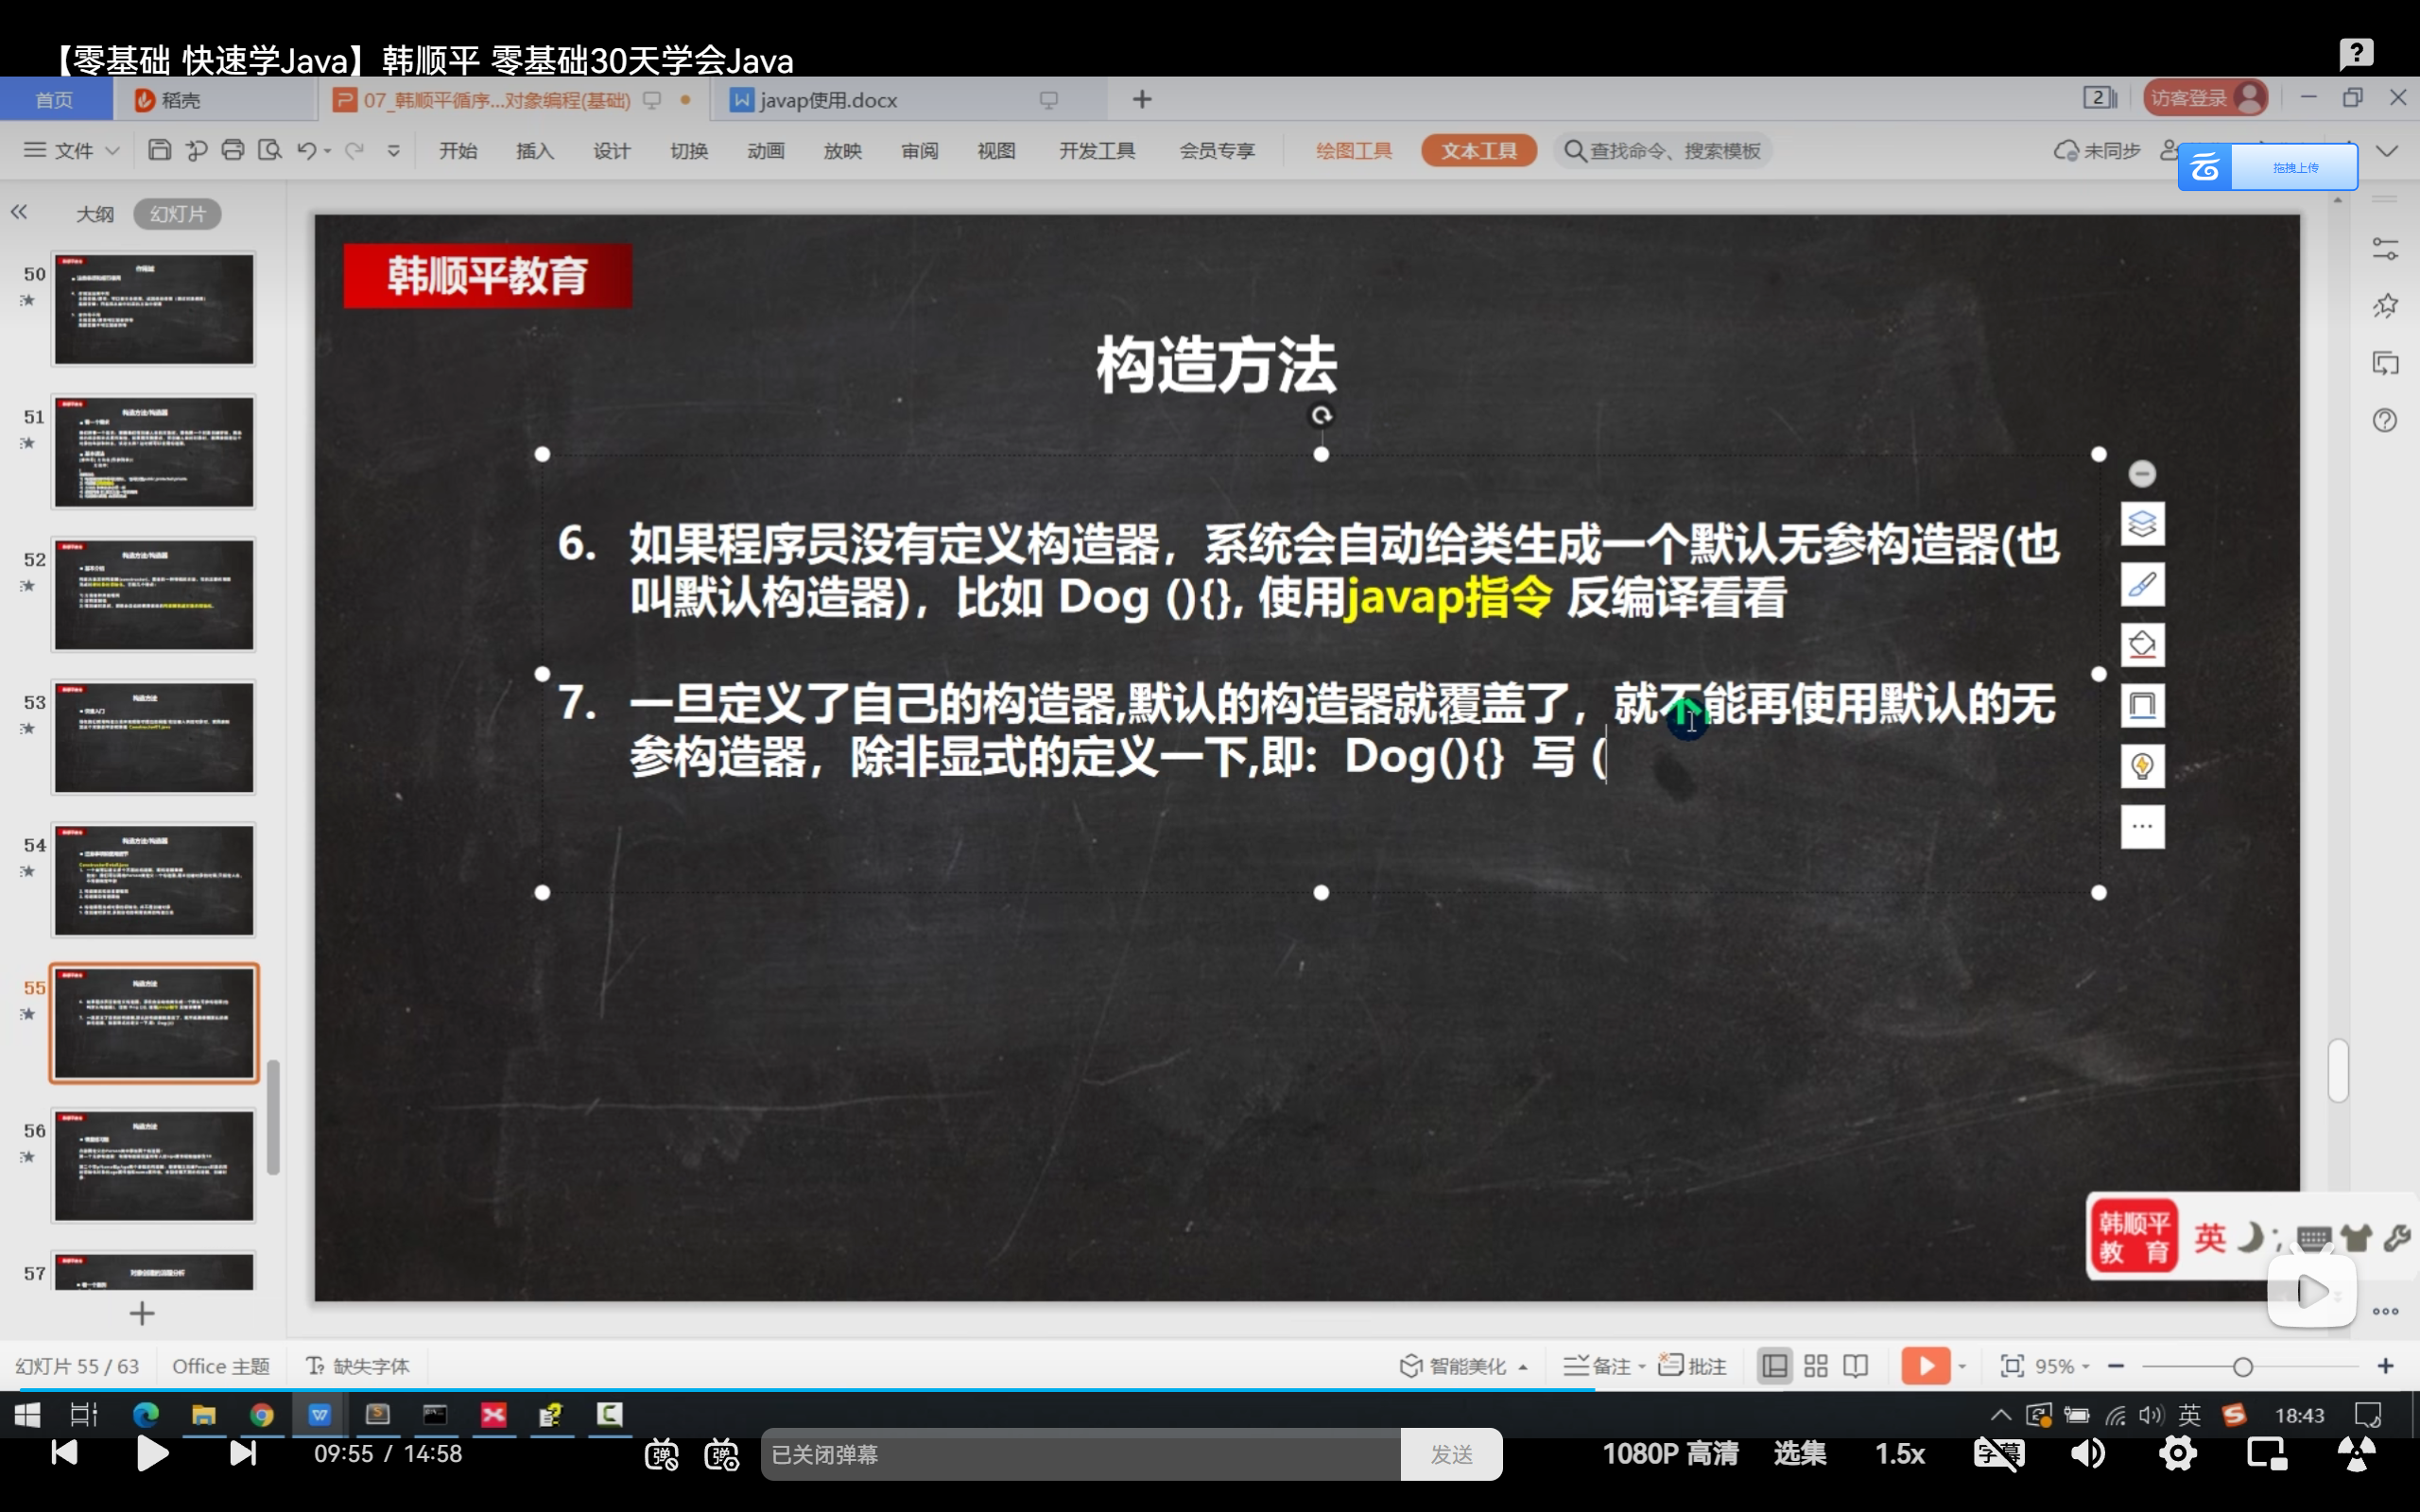 【零基础 快速学Java】韩顺平 零基础30天学会Java
首页
稻壳
07_韩顺平循序...对象编程(基础)
javap使用.docx
2
访客登录
文件
开始
插入
设计
切换
动画
放映
审阅
视图
开发工具
会员专享
绘图工具
文本工具
查找命令、搜索模板
未同步
拖拽上传
大纲
幻灯片
50
51
52
53
54
55
56
57
韩顺平教育
构造方法
6. 如果程序员没有定义构造器，系统会自动给类生成一个默认无参构造器(也
叫默认构造器)，比如 Dog (){}, 使用javap指令 反编译看看
7. 一旦定义了自己的构造器,默认的构造器就覆盖了，就不能再使用默认的无
参构造器，除非显式的定义一下,即: Dog(){} 写 (
韩顺平
教 育
英
幻灯片 55 / 63
Office 主题
缺失字体
智能美化
备注
批注
95%
英
18:43
09:55 / 14:58
已关闭弹幕
发送
1080P 高清
选集
1.5x
字幕